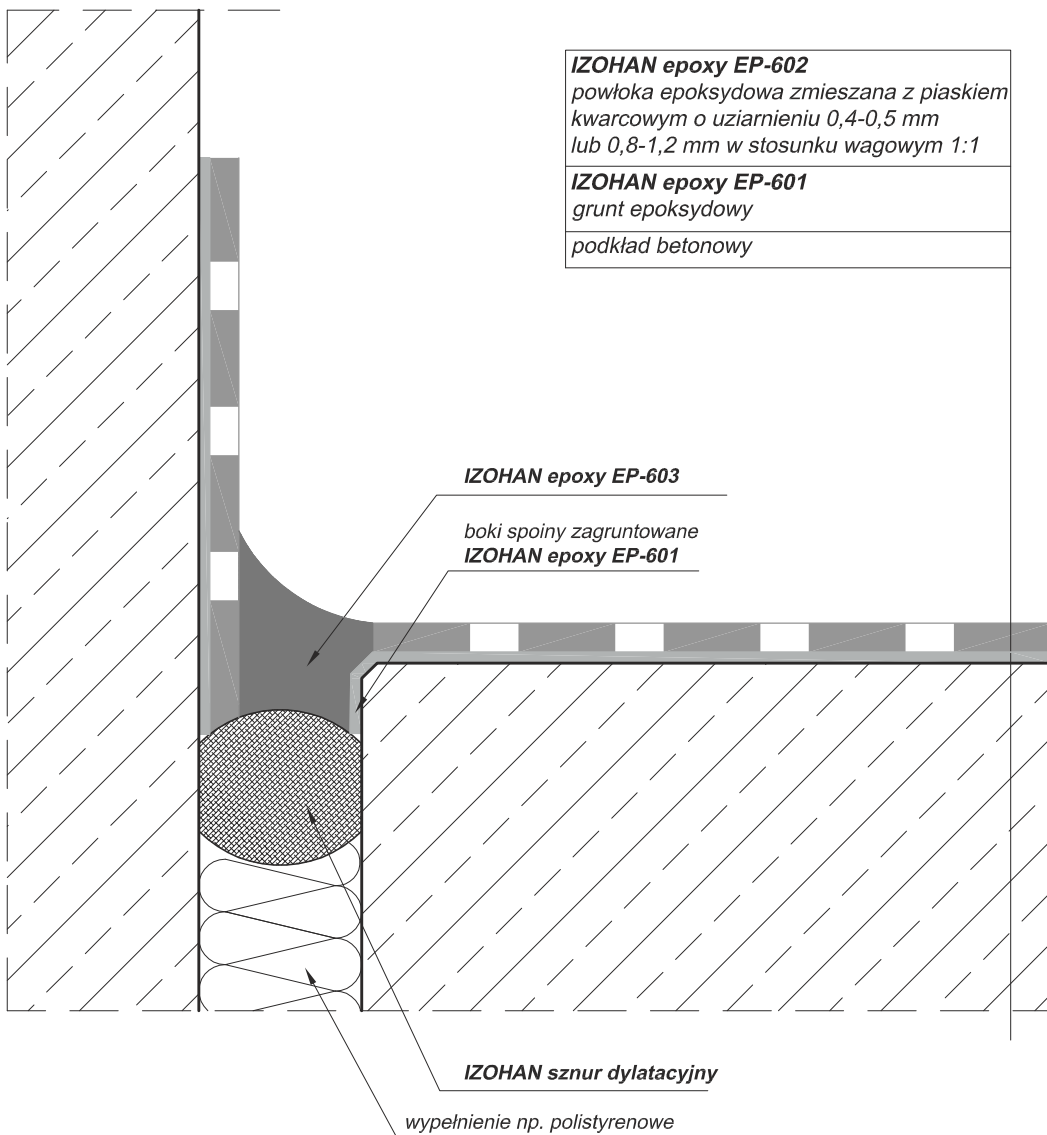 IZOHAN epoxy EP-602
powłoka epoksydowa zmieszana z piaskiem
kwarcowym o uziarnieniu 0,4-0,5 mm
lub 0,8-1,2 mm w stosunku wagowym 1:1
IZOHAN epoxy EP-601
grunt epoksydowy
podkład betonowy
IZOHAN epoxy EP-603
boki spoiny zagruntowane
IZOHAN epoxy EP-601
IZOHAN sznur dylatacyjny
wypełnienie np. polistyrenowe